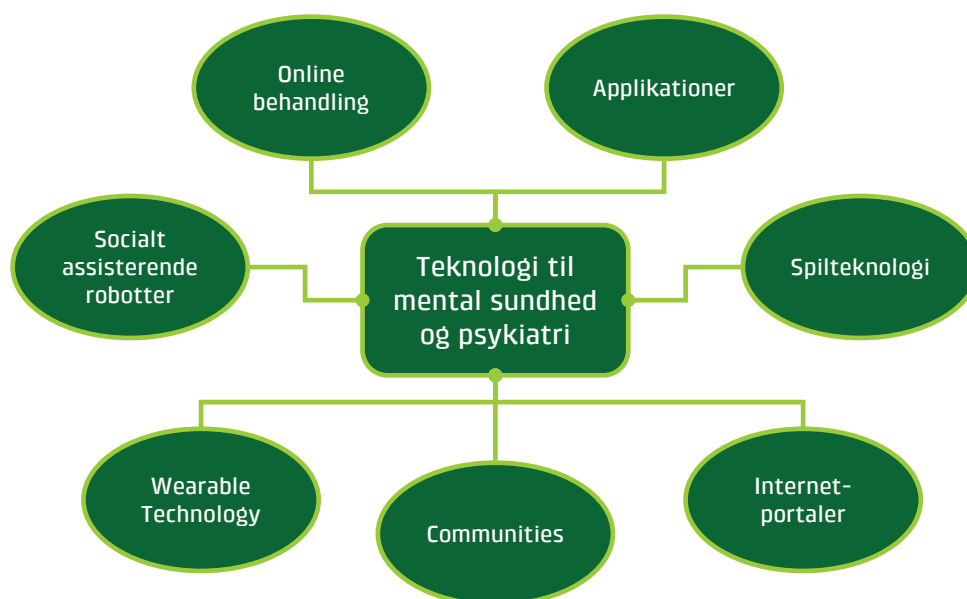 Online
behandling
Applikationer
Socialt
assisterende
robotter
Teknologi til
mental sundhed
og psykiatri
Spilteknologi
Wearable
Technology
Communities
Internet-
portaler